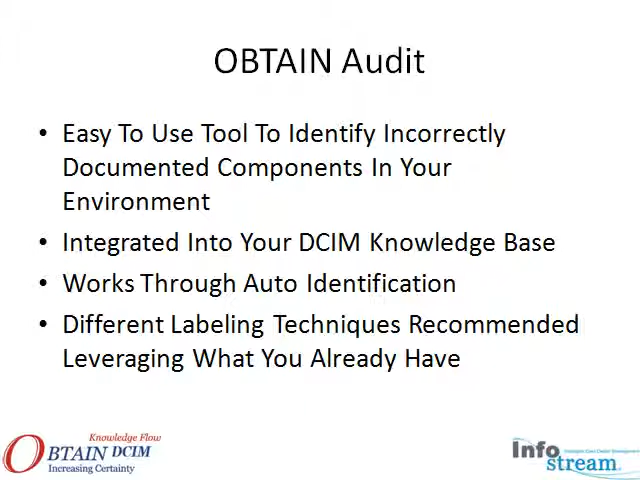 OBTAIN Audit
• Easy To Use Tool To Identify Incorrectly
Documented Components In Your
Environment
• Integrated Into Your DCIM Knowledge Base
• Works Through Auto Identification
• Different Labeling Techniques Recommended
Leveraging What You Already Have
Knowledge Flow
OBTAIN DCIM
Increasing Certainty
Info
stream